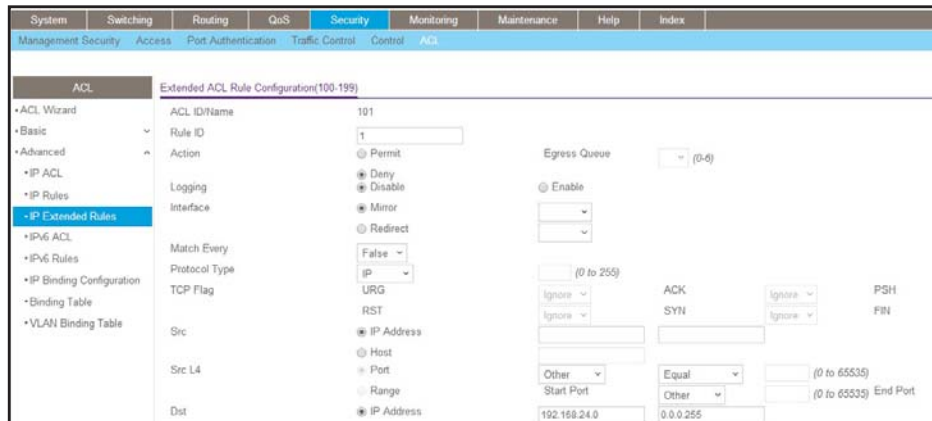 System Switching Routing QoS Security Monitoring Maintenance Help Index
Management Security Access Port Authentication Traffic Control Control ACL
ACL
•ACL Wizard
•Basic
•Advanced
•IP ACL
•IP Rules
•IP Extended Rules
•IPv6 ACL
•IPv6 Rules
•IP Binding Configuration
•Binding Table
•VLAN Binding Table
Extended ACL Rule Configuration(100-199)
ACL ID/Name 101
Rule ID 1
Action Permit Egress Queue (0-6)
Deny
Logging Disable Enable
Interface Mirror
Redirect
Match Every False
Protocol Type IP (0 to 255)
TCP Flag URG Ignore ACK Ignore PSH
RST Ignore SYN Ignore FIN
Src IP Address
Host
Src L4 Port Other Equal (0 to 65535)
Range Start Port Other (0 to 65535) End Port
Dst IP Address 192.168.24.0 0.0.0.255